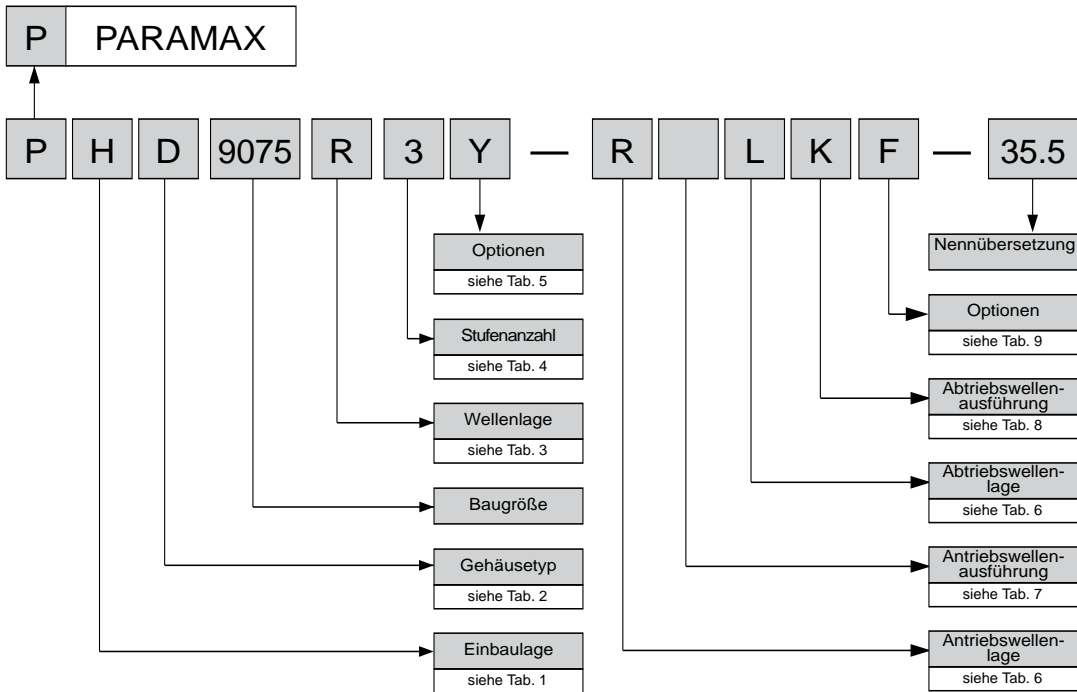 P PARAMAX
P H D 9075 R 3 Y — R L K F — 35.5
Optionen
siehe Tab. 5
Stufenanzahl
siehe Tab. 4
Wellenlage
siehe Tab. 3
Baugröße
Gehäusetyp
siehe Tab. 2
Einbaulage
siehe Tab. 1
Nennübersetzung
Optionen
siehe Tab. 9
Abtriebswellen-
ausführung
siehe Tab. 8
Abtriebswellen-
lage
siehe Tab. 6
Antriebswellen-
ausführung
siehe Tab. 7
Antriebswellen-
lage
siehe Tab. 6